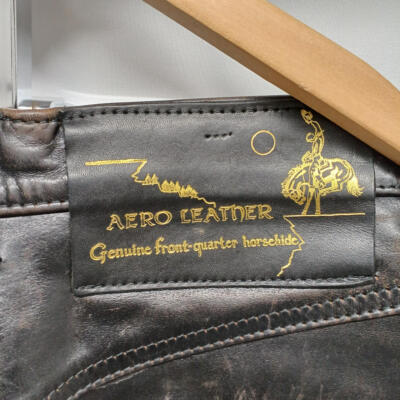 AERO LEATHER
Genuine front-quarter horsehide